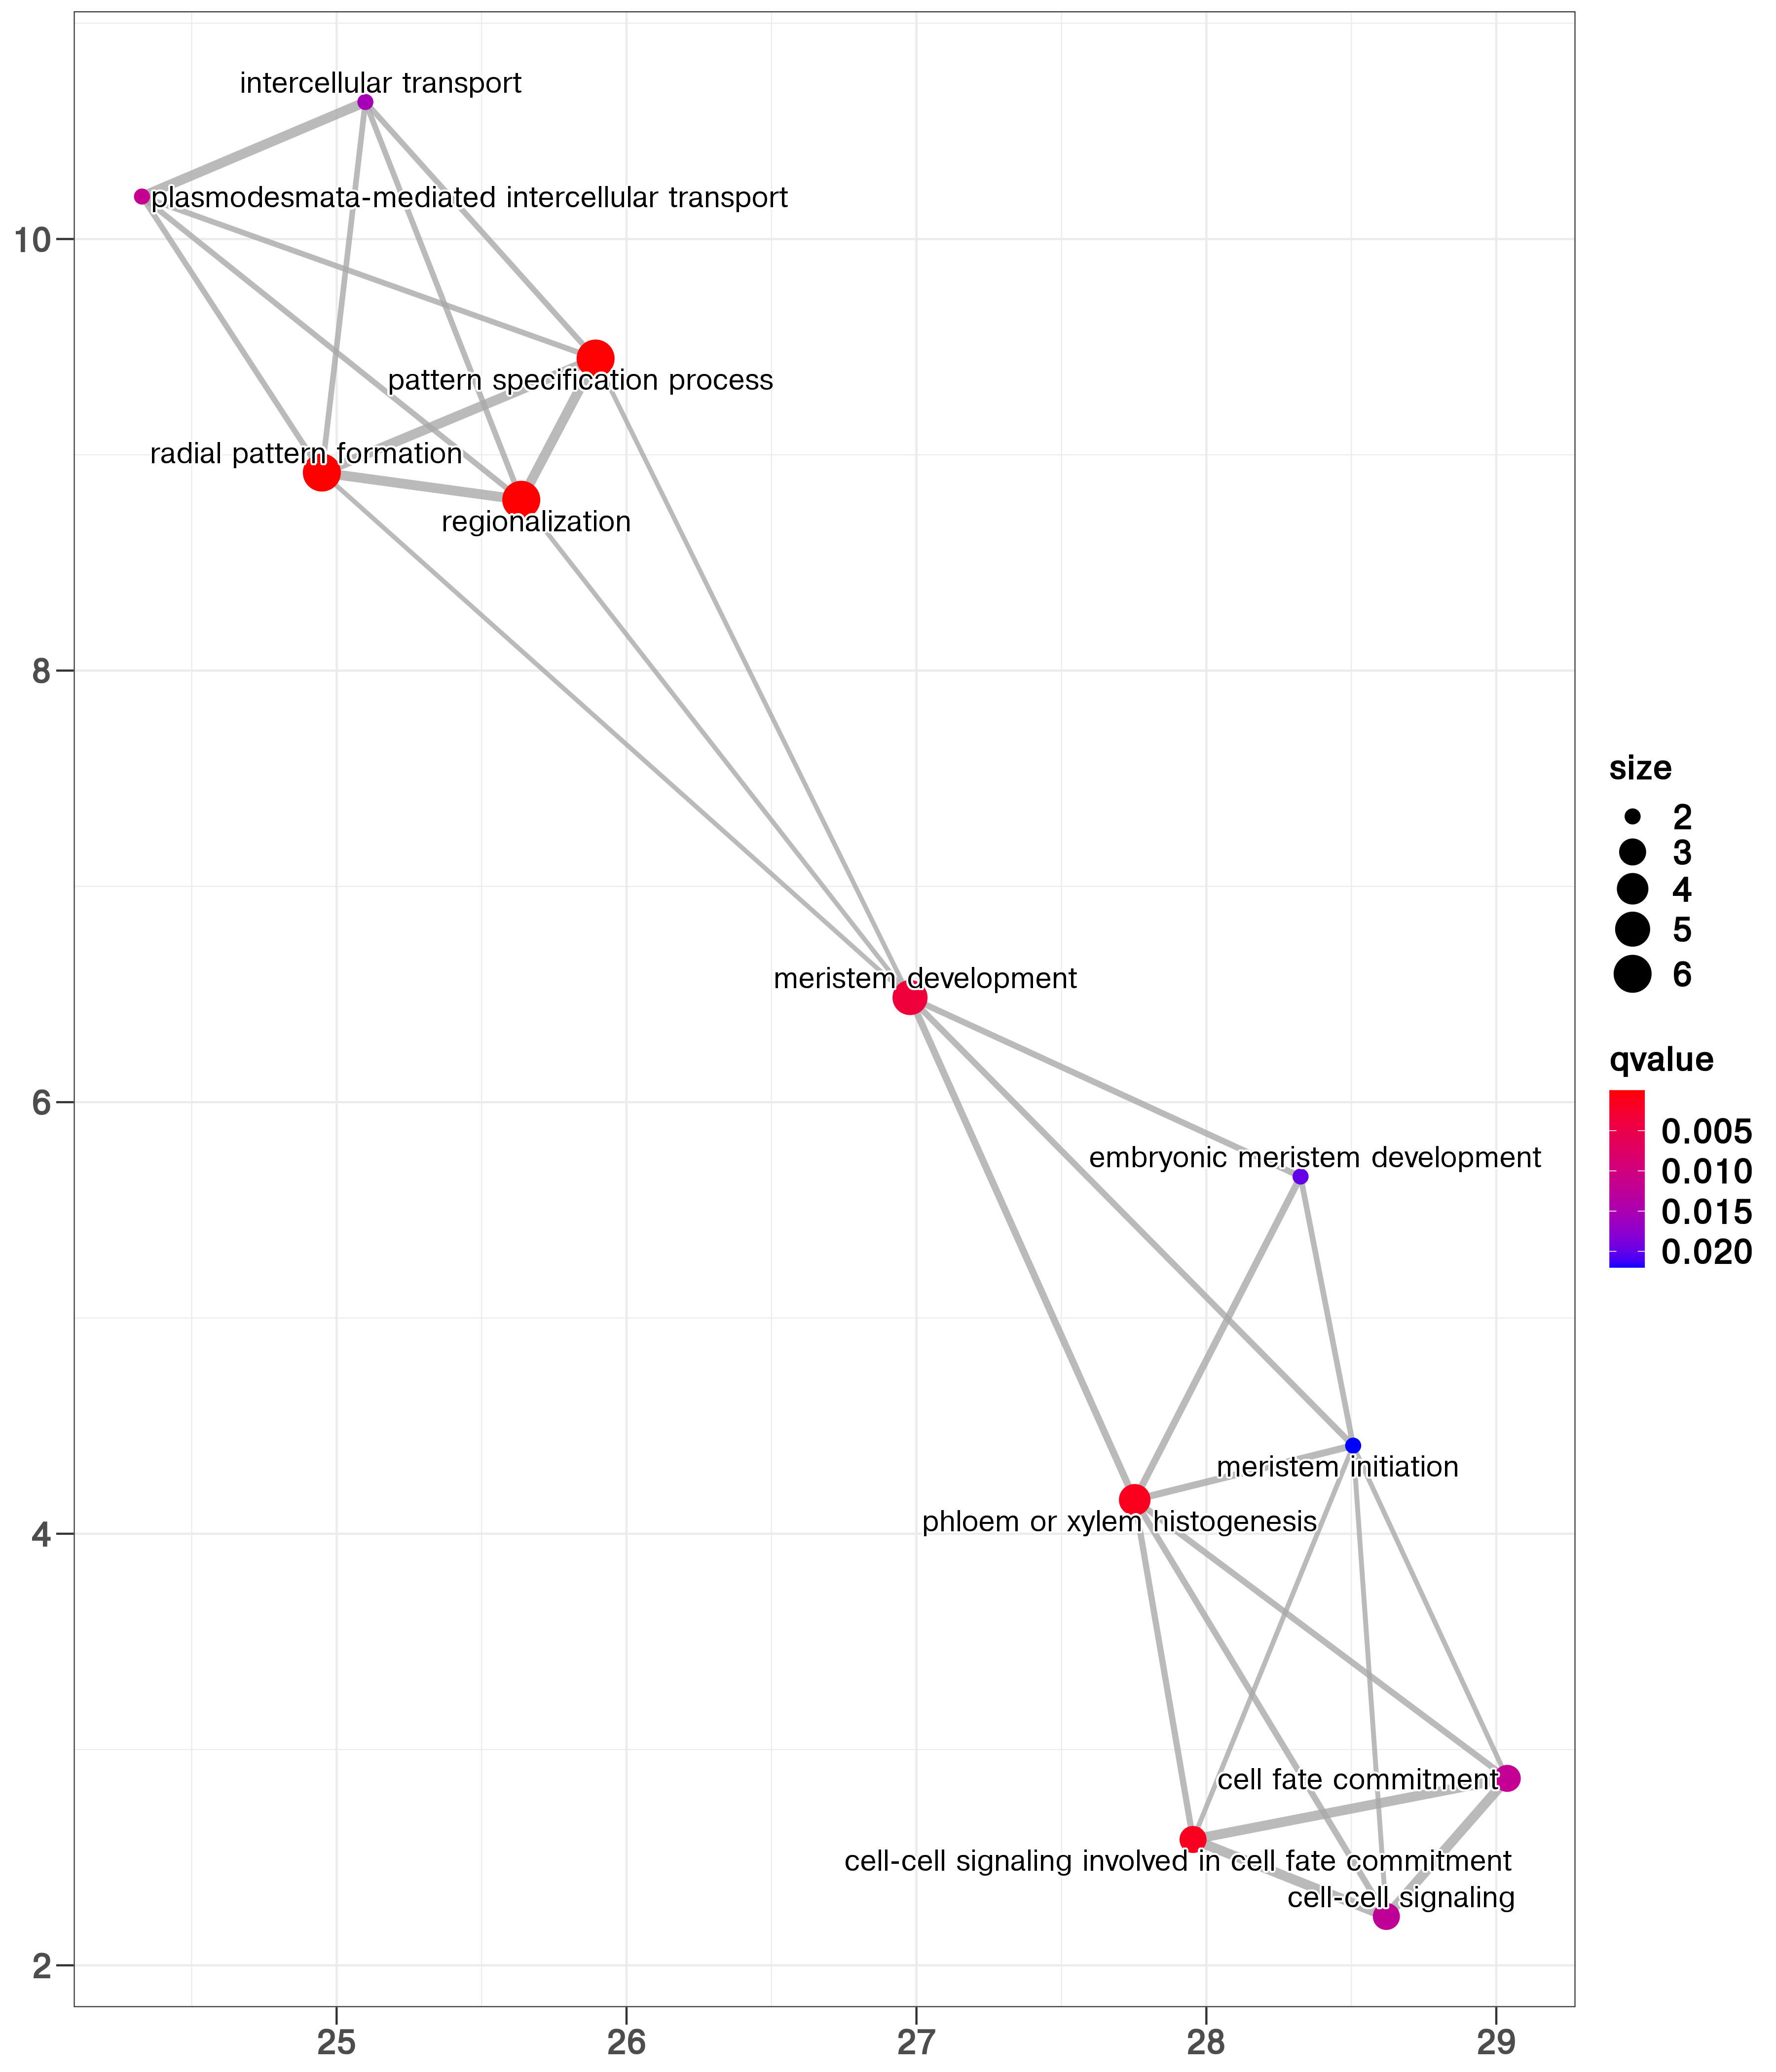 intercellular transport
plasmodesmata-mediated intercellular transport
10
pattern specification process
radial pattern formation
regionalization
8
meristem development
6
embryonic meristem development
meristem initiation
phloem or xylem histogenesis
4
cell fate commitment
cell-cell signaling involved in cell fate commitment
cell-cell signaling
2
25 26 27 28 29
size
2
3
4
5
6
qvalue
0.005
0.010
0.015
0.020